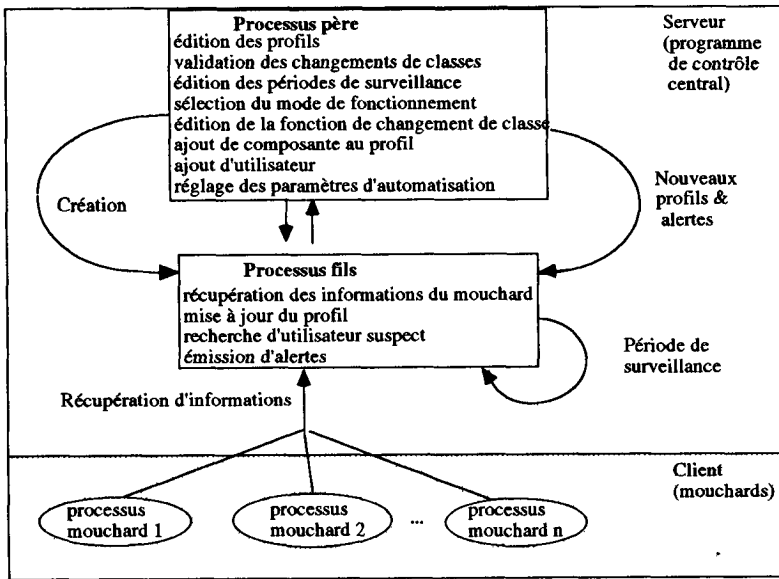 Processus père
édition des profils
validation des changements de classes
édition des périodes de surveillance
sélection du mode de fonctionnement
édition de la fonction de changement de classe
ajout de composante au profil
ajout d'utilisateur
réglage des paramètres d'automatisation
Serveur
(programme
de contrôle
central)
Création
Nouveaux
profils &
alertes
Processus fils
récupération des informations du mouchard
mise à jour du profil
recherche d'utilisateur suspect
émission d'alertes
Période de
surveillance
Récupération d'informations
Client
(mouchards)
processus
mouchard 1
processus
mouchard 2
...
processus
mouchard n